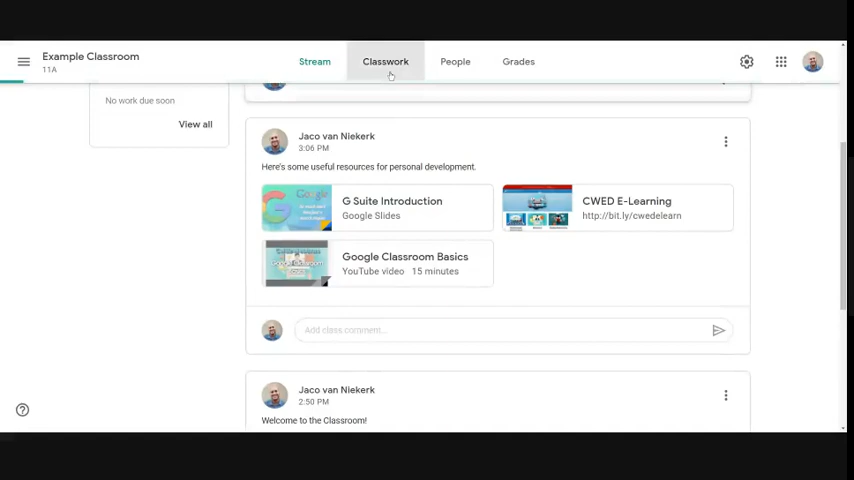 Example Classroom
11A
Stream
Classwork
People
Grades
No work due soon
View all
Jaco van Niekerk
3:06 PM
Here's some useful resources for personal development.
G Suite Introduction
Google Slides
CWED E-Learning
http://bit.ly/cwedelearn
Google Classroom Basics
YouTube video 15 minutes
Add class comment...
Jaco van Niekerk
2:50 PM
Welcome to the Classroom!